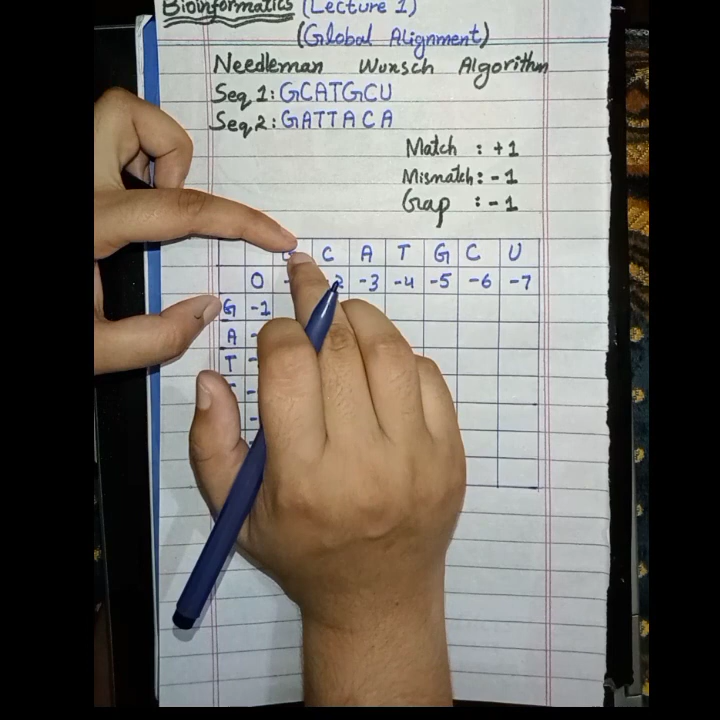 Bioinformatics (Lecture 1)
(Global Alignment)
Needleman Wunsch Algorithm
Seq 1: GCATGCU
Seq 2: GATTACA
Match : +1
Mismatch : -1
Gap : -1
C A T G C U
0 -2 -3 -4 -5 -6 -7
G -1
A
T